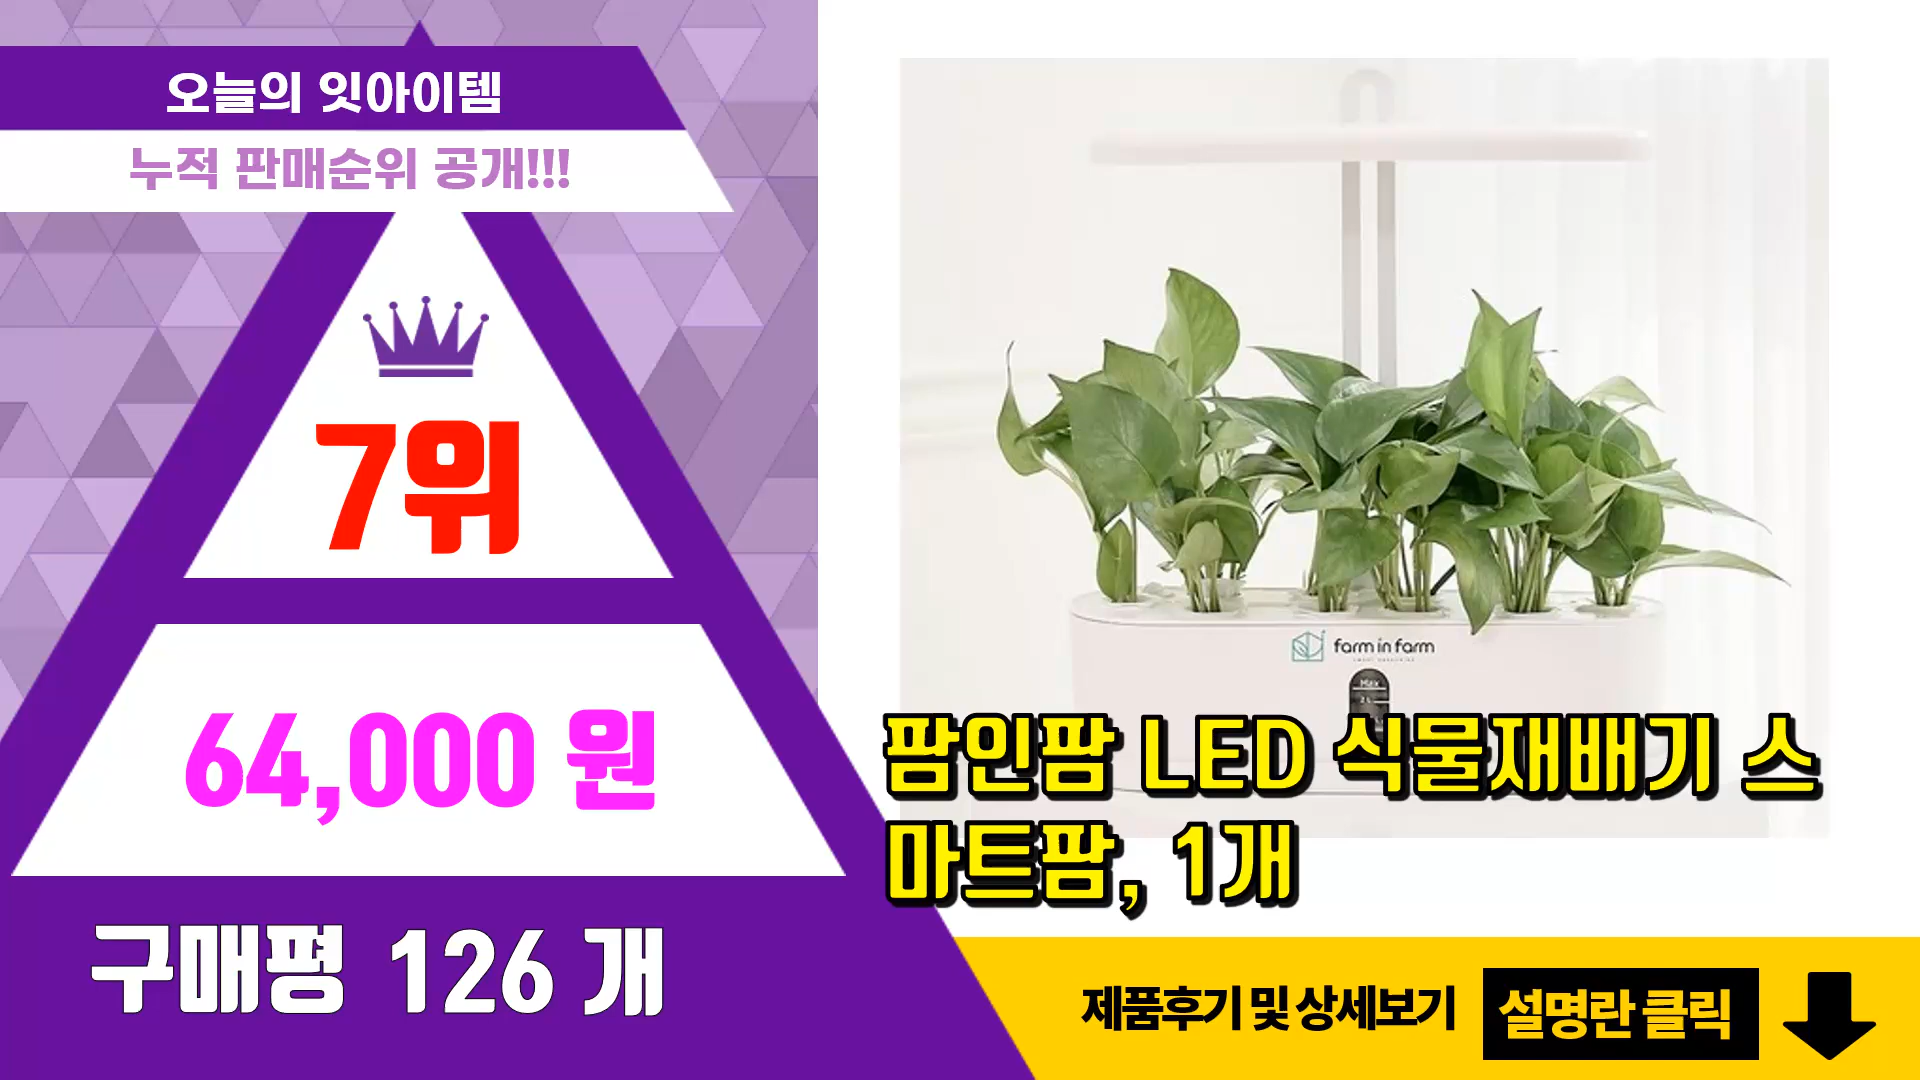 오늘의 잇아이템
누적 판매순위 공개!!!
7위
64,000 원
구매평 126 개
farm in farm
Max
팜인팜 LED 식물재배기 스
마트팜, 1개
제품후기 및 상세보기
설명란 클릭